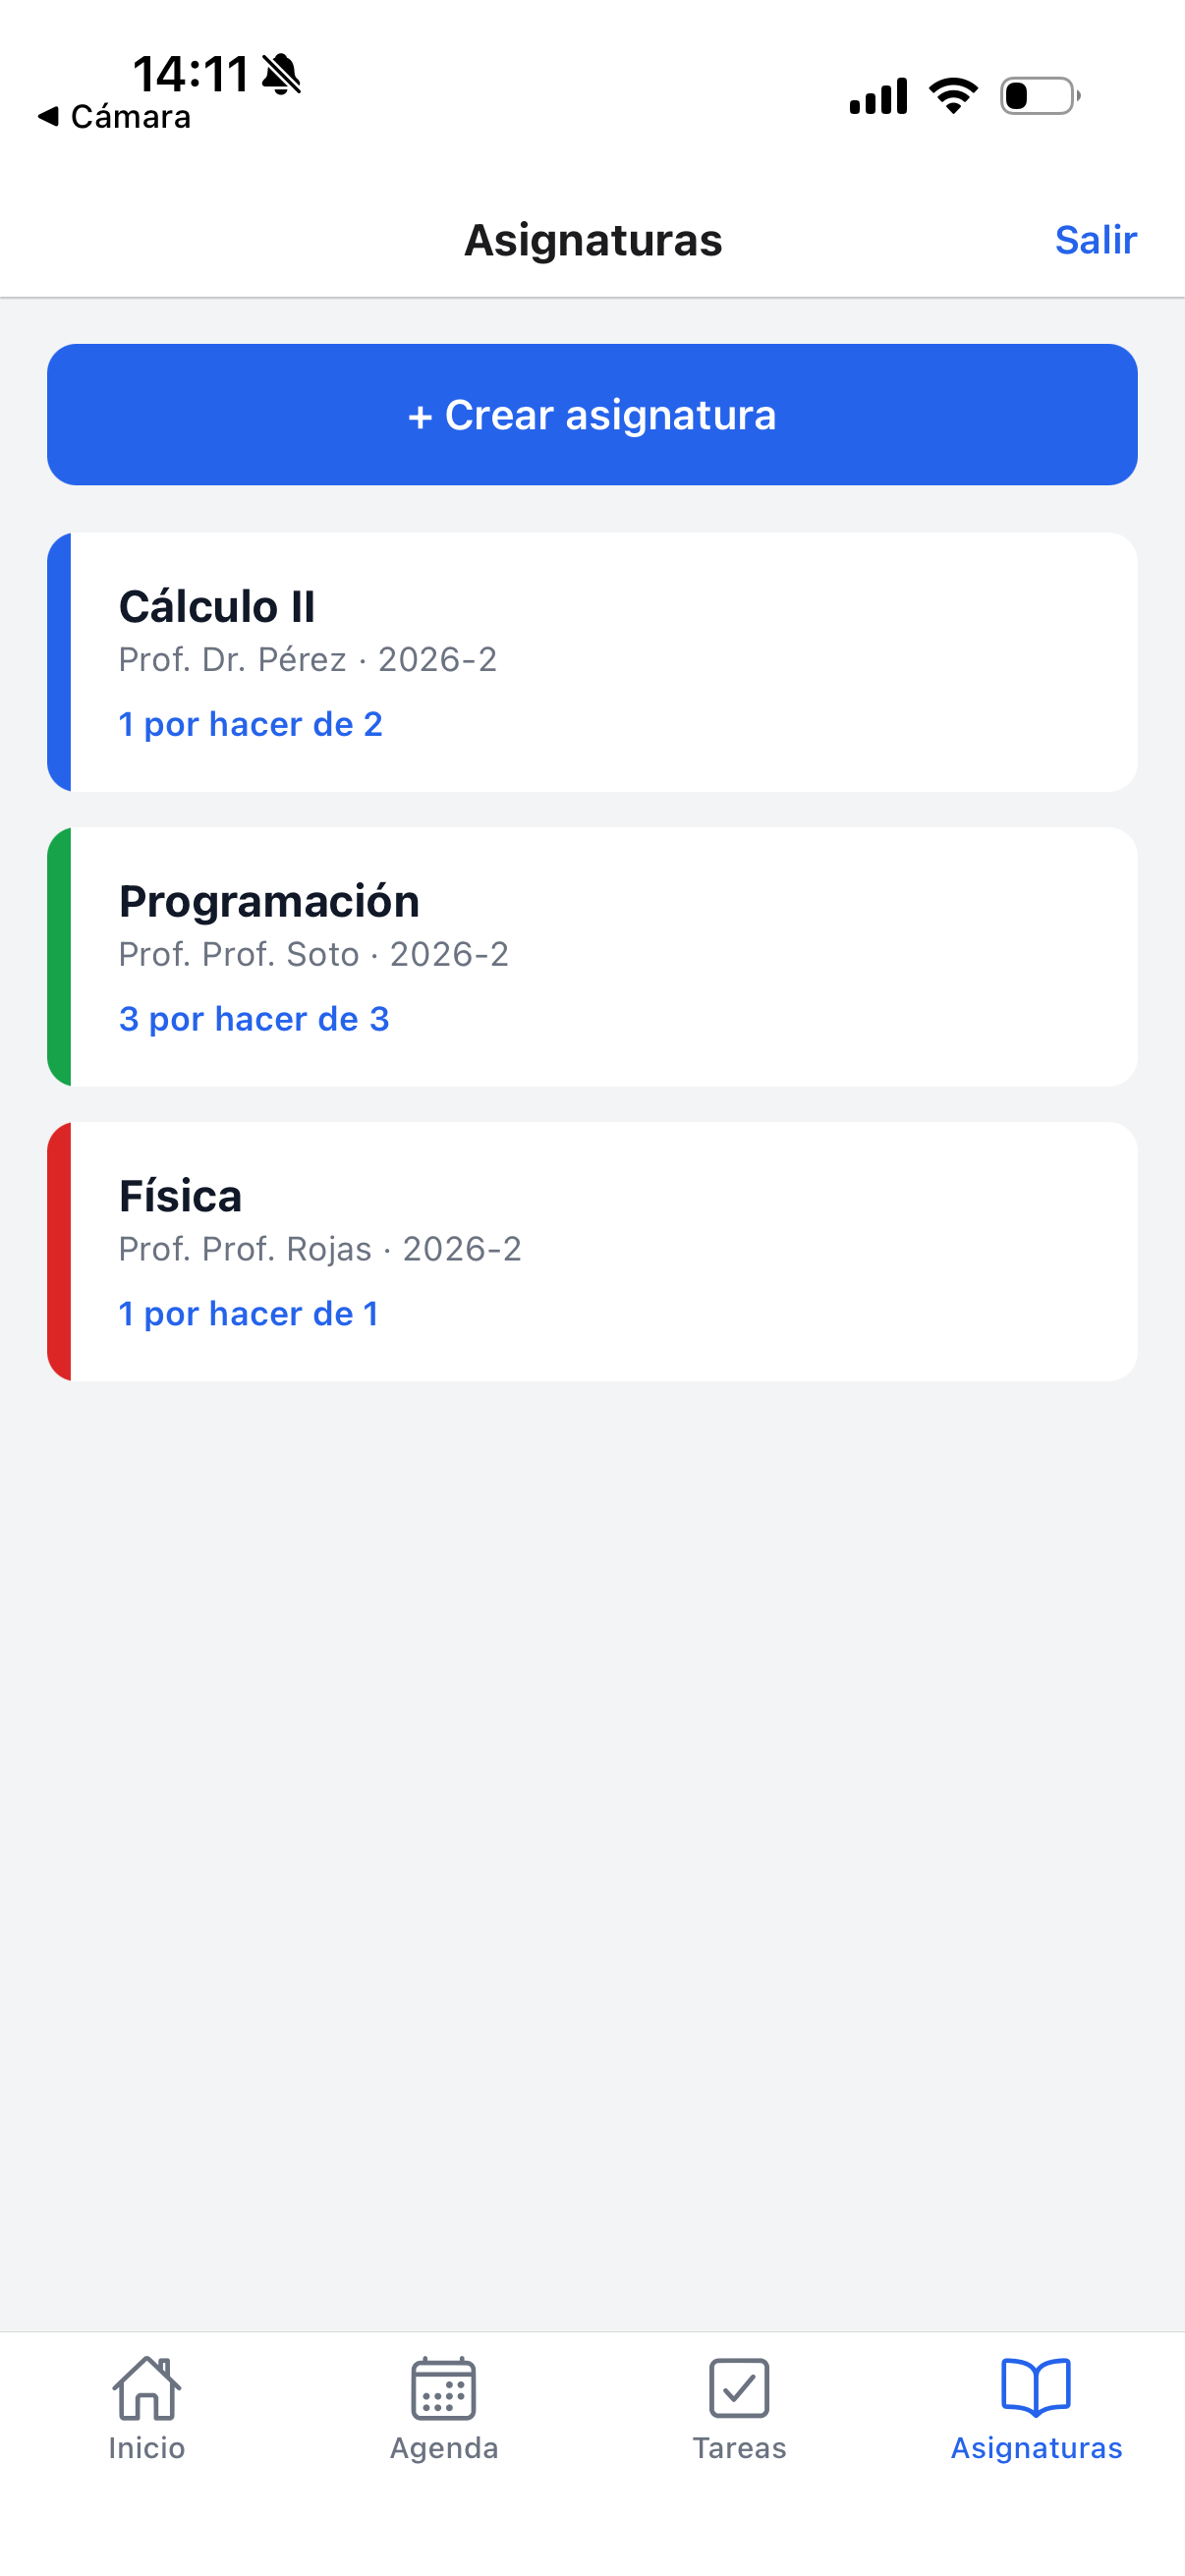 14:11
◀ Cámara
Asignaturas
Salir
+ Crear asignatura
Cálculo II
Prof. Dr. Pérez · 2026-2
1 por hacer de 2
Programación
Prof. Prof. Soto · 2026-2
3 por hacer de 3
Física
Prof. Prof. Rojas · 2026-2
1 por hacer de 1
Inicio
Agenda
Tareas
Asignaturas